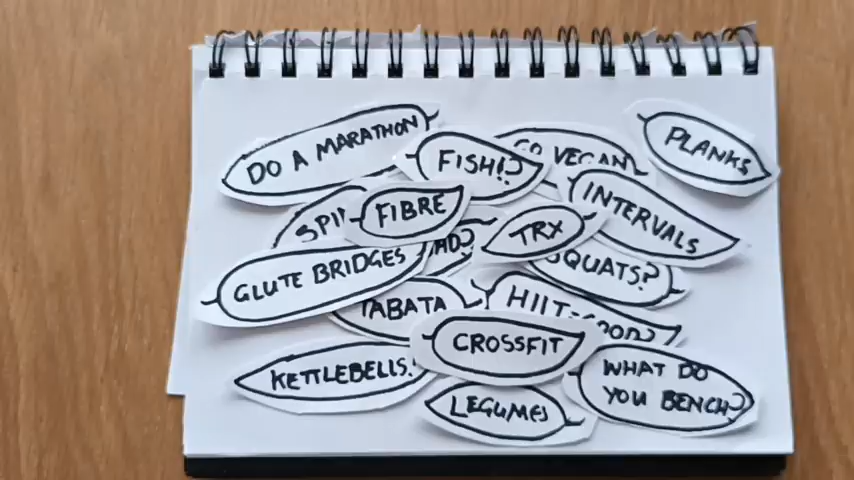 DO A MARATHON
FISH!?
GO VEGAN
PLANKS
FIBRE
INTERVALS
TRX
GLUTE BRIDGES
SQUATS?
TABATA
HIIT-
CROSSFIT
KETTLEBELLS.
WHAT DO
YOU BENCH?
LEGUMES